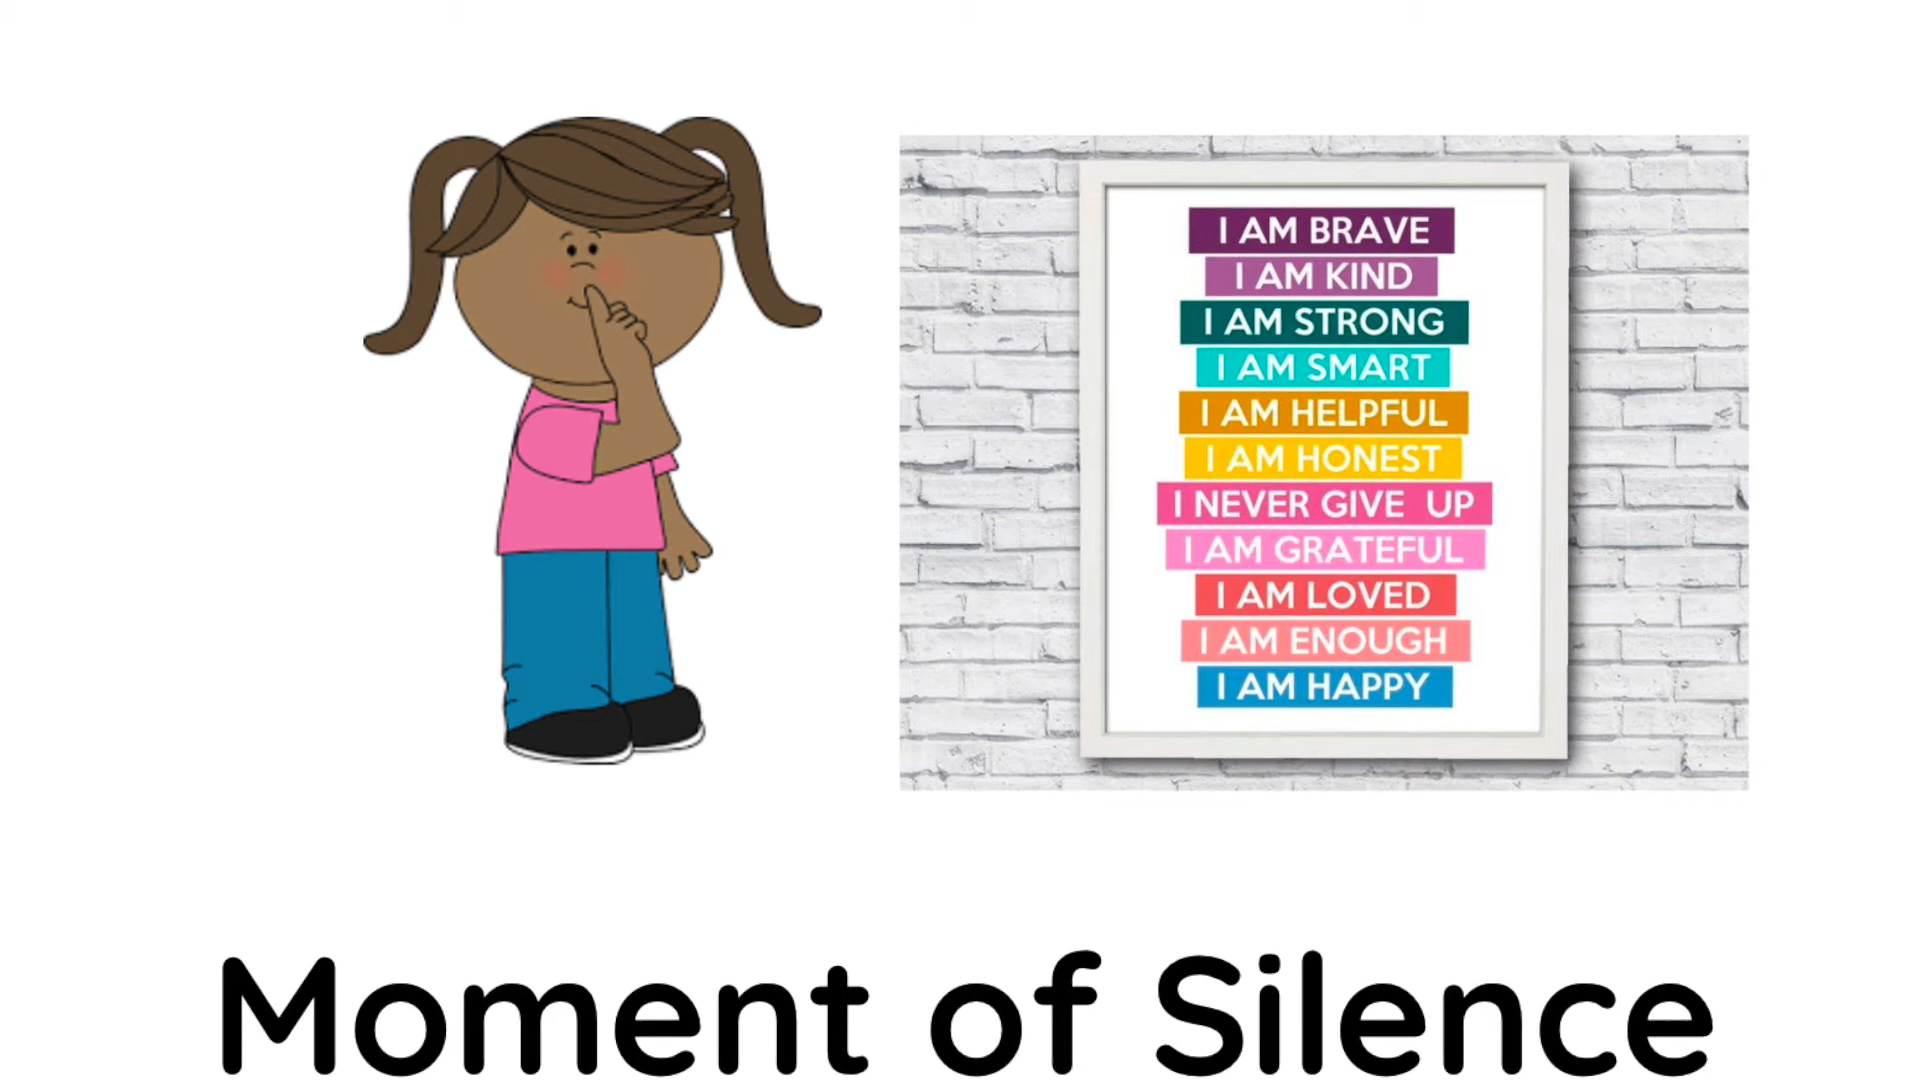 I AM BRAVE
I AM KIND
I AM STRONG
I AM SMART
I AM HELPFUL
I AM HONEST
I NEVER GIVE UP
I AM GRATEFUL
I AM LOVED
I AM ENOUGH
I AM HAPPY
Moment of Silence